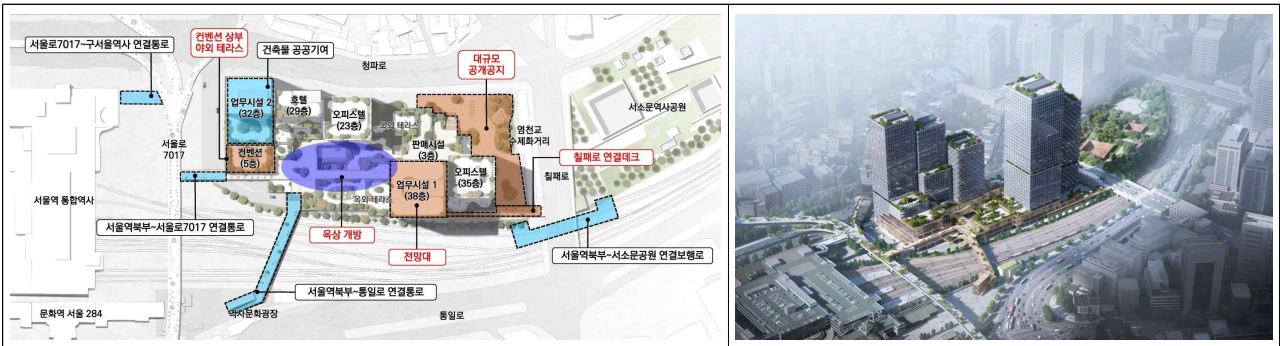 서울로7017~구서울역사 연결통로
컨벤션 상부
야외 테라스
건축물 공공기여
청파로
대규모
공개공지
업무시설 2
(32층)
호텔
(29층)
오피스텔
(23층)
옥외 테라스
서소문역사공원
염천교
수제화거리
서울로
7017
컨벤션
(5층)
판매시설
(3층)
칠패로 연결데크
오피스텔
(35층)
칠패로
업무시설 1
(38층)
서울역 통합역사
옥외 테라스
서울역북부~서울로7017 연결통로
옥상 개방
전망대
서울역북부~서소문공원 연결보행로
서울역북부~통일로 연결통로
문화역 서울 284
역사문화광장
통일로